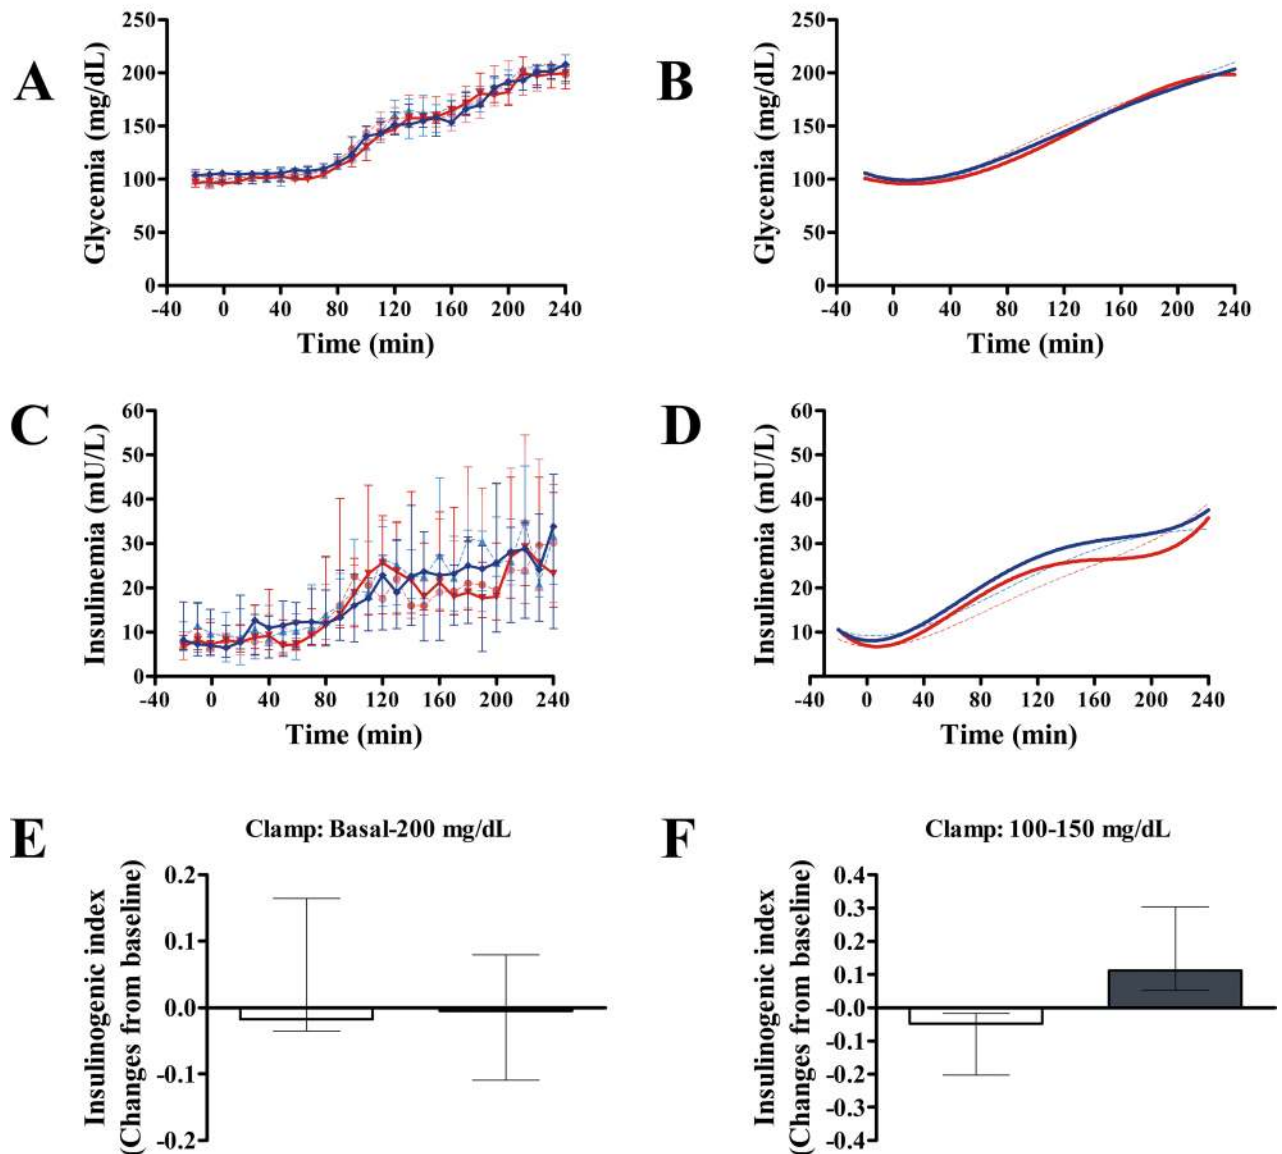 A
Glycemia (mg/dL)
250
200
150
100
50
0
-40 0 40 80 120 160 200 240
Time (min)
B
Glycemia (mg/dL)
250
200
150
100
50
0
-40 0 40 80 120 160 200 240
Time (min)
C
Insulinemia (mU/L)
60
50
40
30
20
10
0
-40 0 40 80 120 160 200 240
Time (min)
D
Insulinemia (mU/L)
60
50
40
30
20
10
-40 0 40 80 120 160 200 240
Time (min)
E
Clamp: Basal-200 mg/dL
Insulinogenic index
(Changes from baseline)
0.2
0.1
0.0
-0.1
-0.2
F
Clamp: 100-150 mg/dL
Insulinogenic index
(Changes from baseline)
0.4
0.3
0.2
0.1
-0.0
-0.1
-0.2
-0.3
-0.4